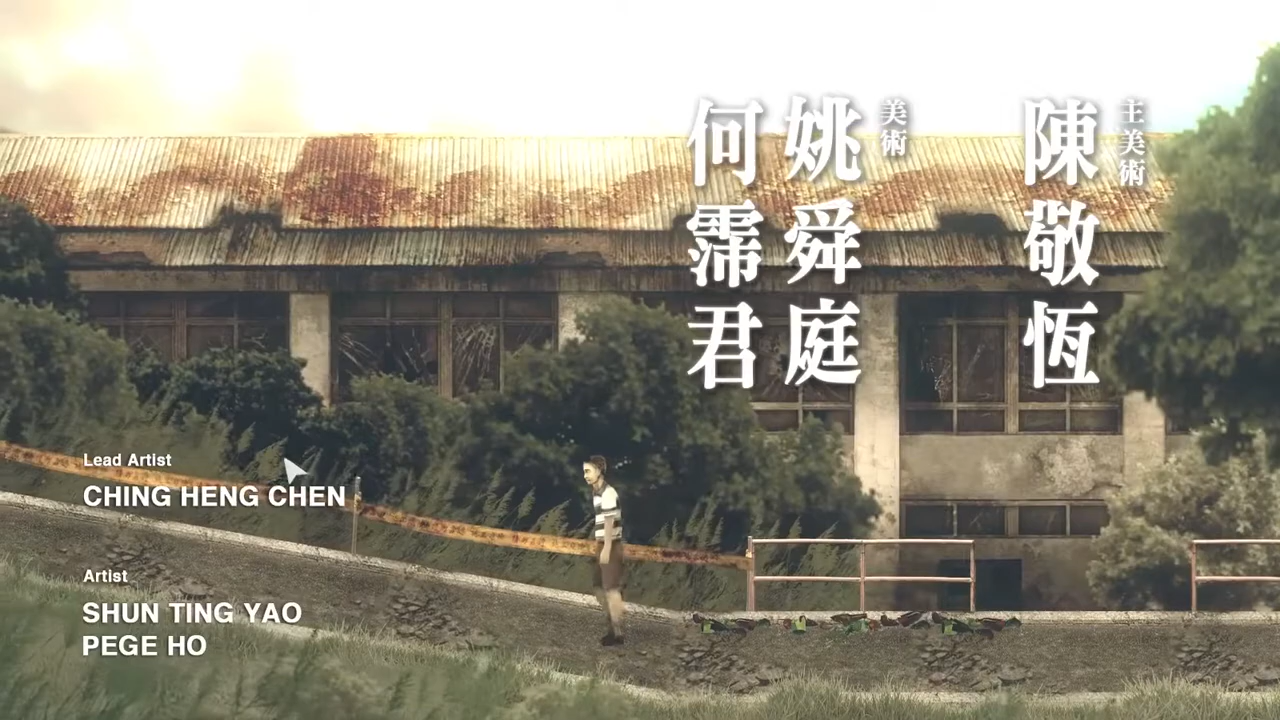 主美術
陳敬恆
美術
姚舜庭
何霈君
Lead Artist
CHING HENG CHEN
Artist
SHUN TING YAO
PEGE HO